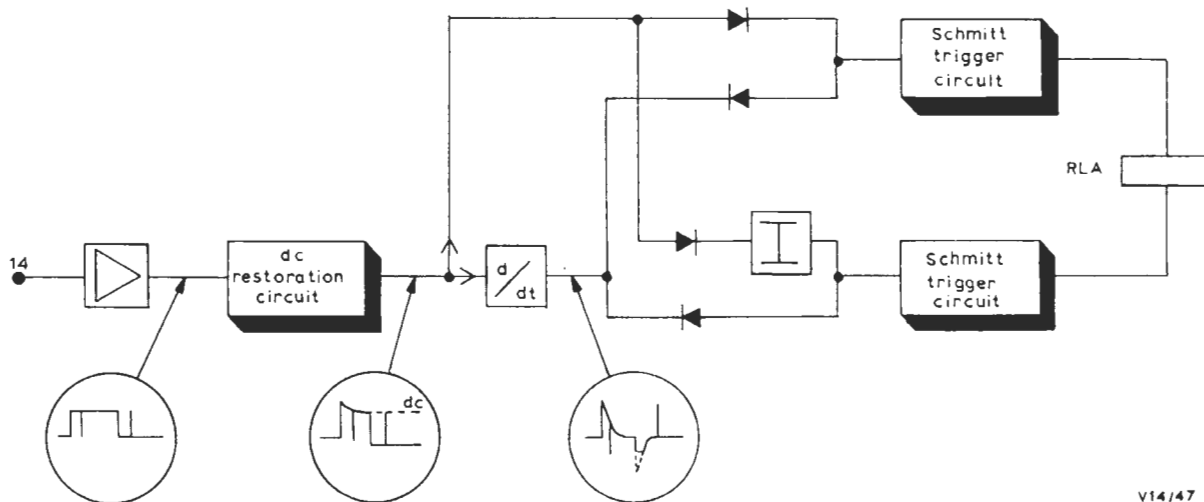 Schmitt
trigger
circuit
RLA
14
dc
restoration
circuit
d
dt
Schmitt
trigger
circuit
dc
V14/47